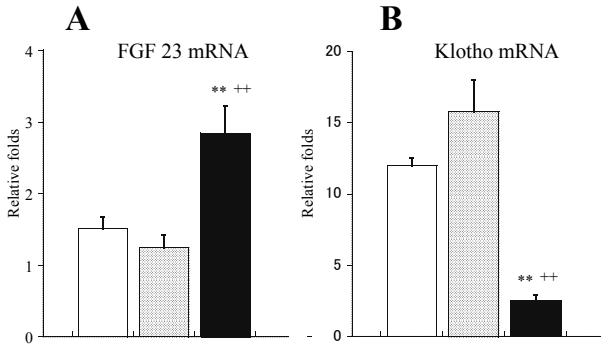 A
B
FGF 23 mRNA
Klotho mRNA
Relative folds
4
3
2
1
0
** ++
Relative folds
20
15
10
5
0
** ++